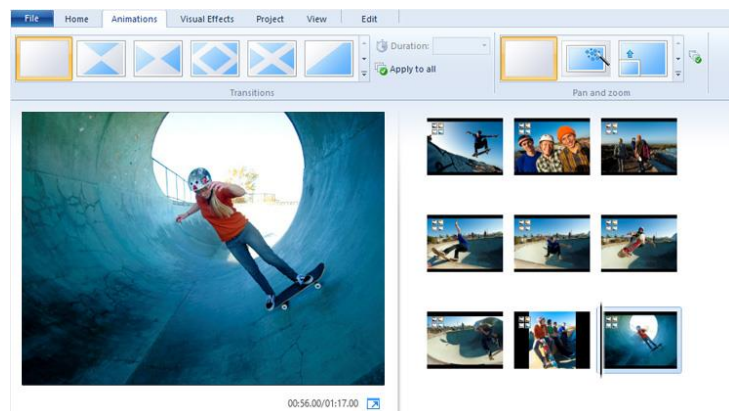 File Home Animations Visual Effects Project View Edit
Duration:
Apply to all
Transitions
Pan and zoom
00:56.00/01:17.00